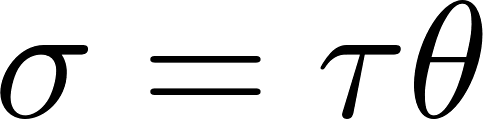 σ = τθ